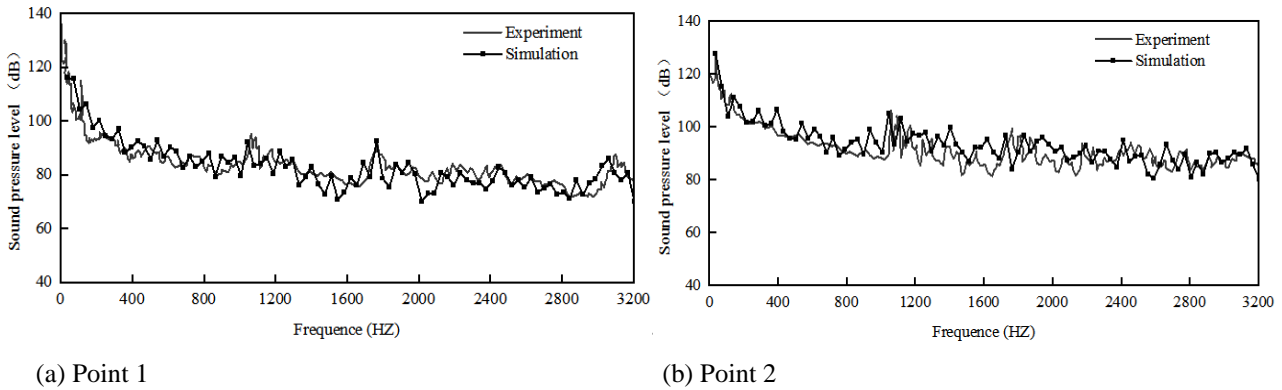 140
120
100
80
60
40
Sound pressure level （dB）
Experiment
Simulation
0 400 800 1200 1600 2000 2400 2800 3200
Frequence (HZ)
(a) Point 1
140
120
100
80
60
40
Sound pressure level （dB）
Experiment
Simulation
0 400 800 1200 1600 2000 2400 2800 3200
Frequence (HZ)
(b) Point 2